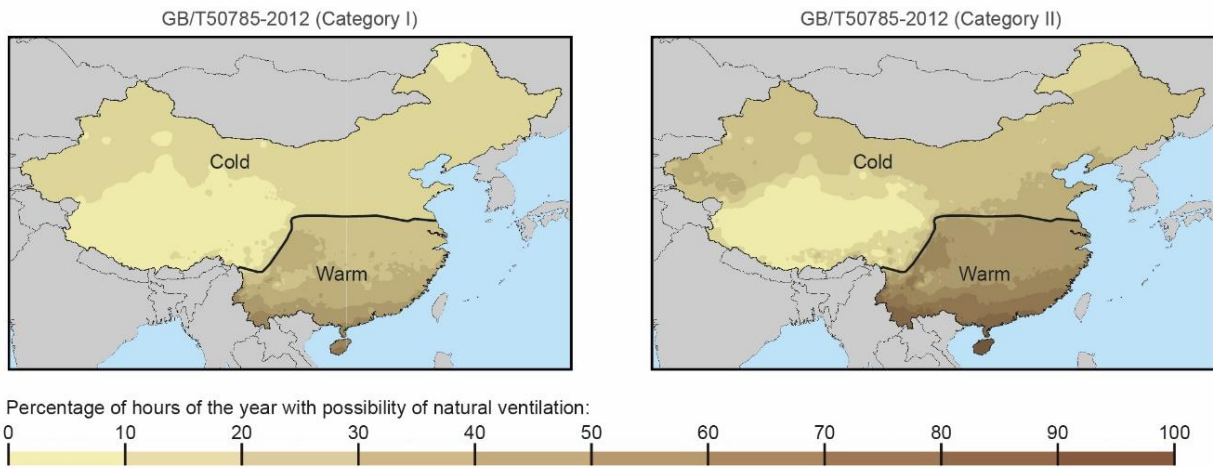 GB/T50785-2012 (Category I)
GB/T50785-2012 (Category II)
Cold
Warm
Cold
Warm
Percentage of hours of the year with possibility of natural ventilation:
0 10 20 30 40 50 60 70 80 90 100